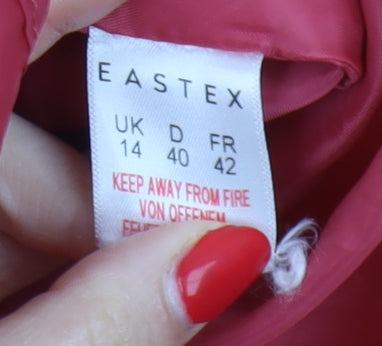 EASTEX
UK D FR
14 40 42
KEEP AWAY FROM FIRE
VON OFFENEM